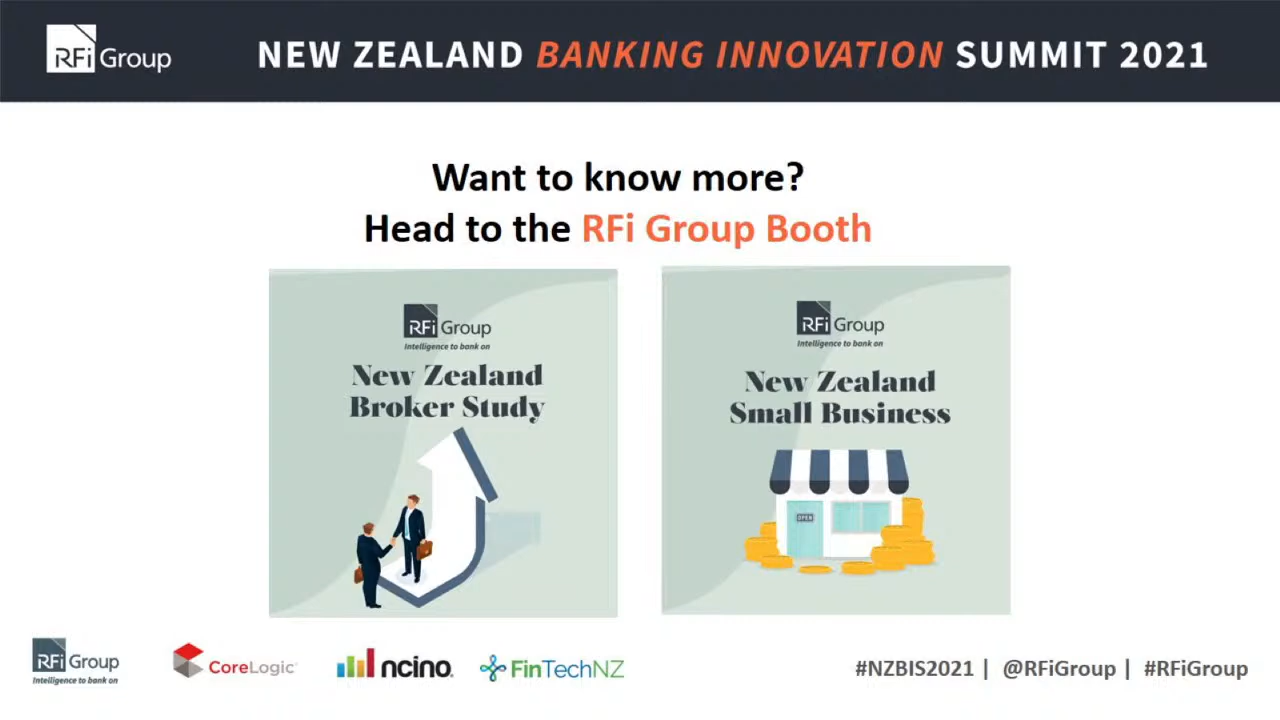 RFi Group
NEW ZEALAND BANKING INNOVATION SUMMIT 2021
Want to know more?
Head to the RFi Group Booth
RFi Group
Intelligence to bank on
New Zealand
Broker Study
RFi Group
Intelligence to bank on
New Zealand
Small Business
OPEN
RFi Group
Intelligence to bank on
CoreLogic
ncino.
FinTechNZ
#NZBIS2021 | @RFiGroup | #RFiGroup